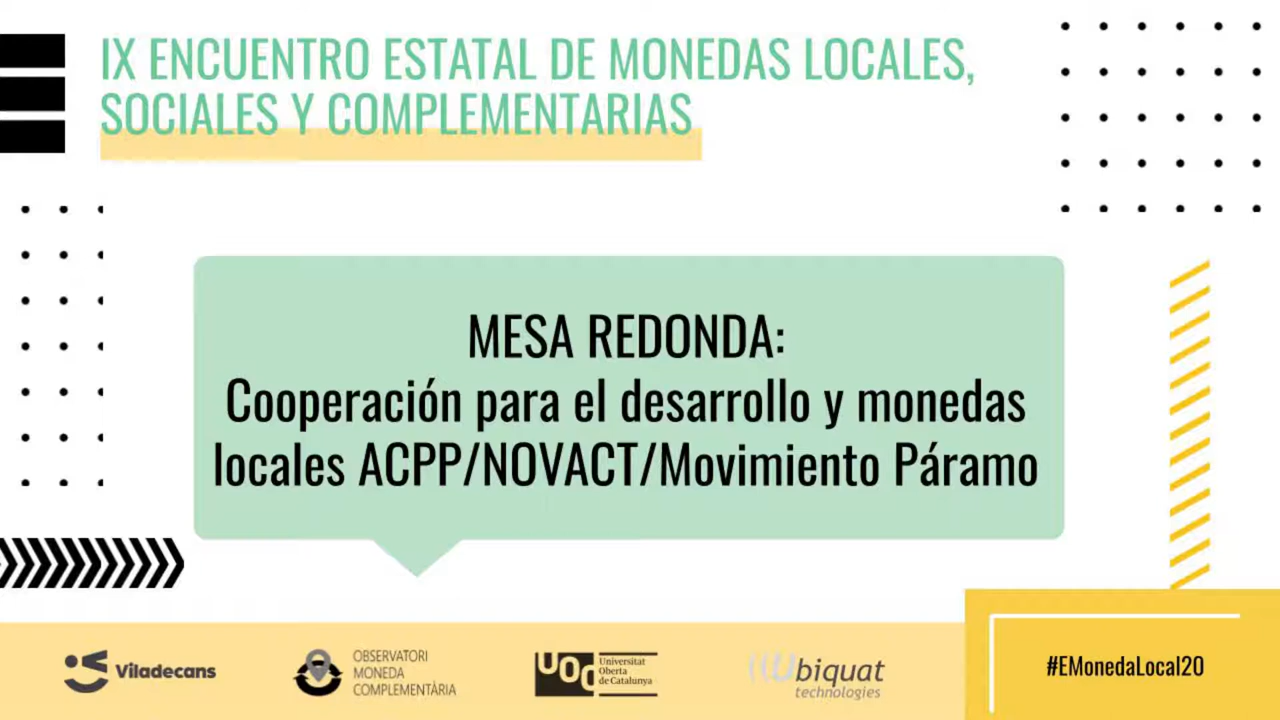 IX ENCUENTRO ESTATAL DE MONEDAS LOCALES,
SOCIALES Y COMPLEMENTARIAS
MESA REDONDA:
Cooperación para el desarrollo y monedas
locales ACPP/NOVACT/Movimiento Páramo
Viladecans
OBSERVATORI
MONEDA
COMPLEMENTÀRIA
UOC
Universitat
Oberta
de Catalunya
Ubiquat
technologies
#EMonedaLocal20